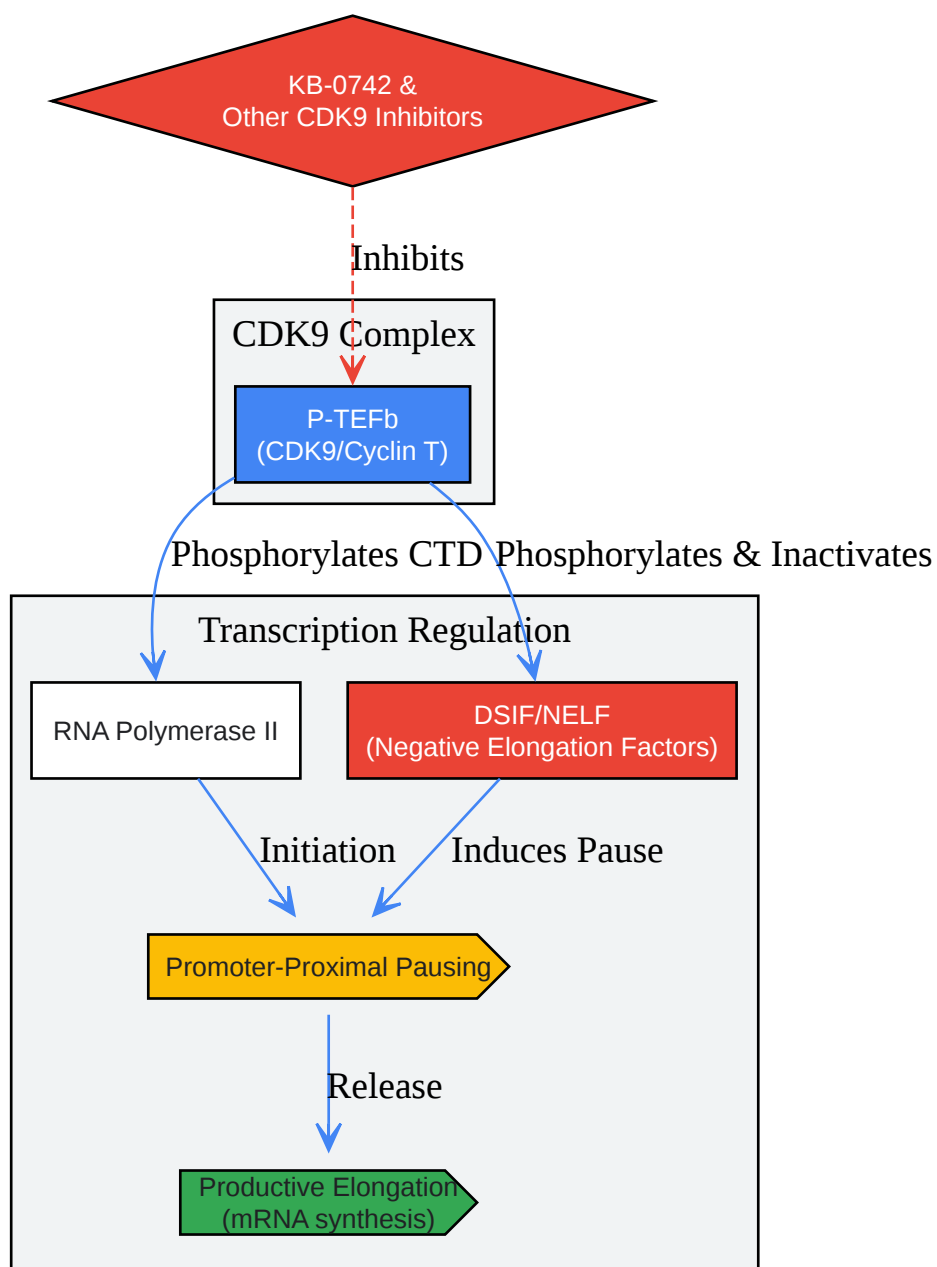 KB-0742 &
Other CDK9 Inhibitors
Inhibits
CDK9 Complex
P-TEFb
(CDK9/Cyclin T)
Phosphorylates CTD
Phosphorylates & Inactivates
Transcription Regulation
RNA Polymerase II
DSIF/NELF
(Negative Elongation Factors)
Initiation
Induces Pause
Promoter-Proximal Pausing
Release
Productive Elongation
(mRNA synthesis)